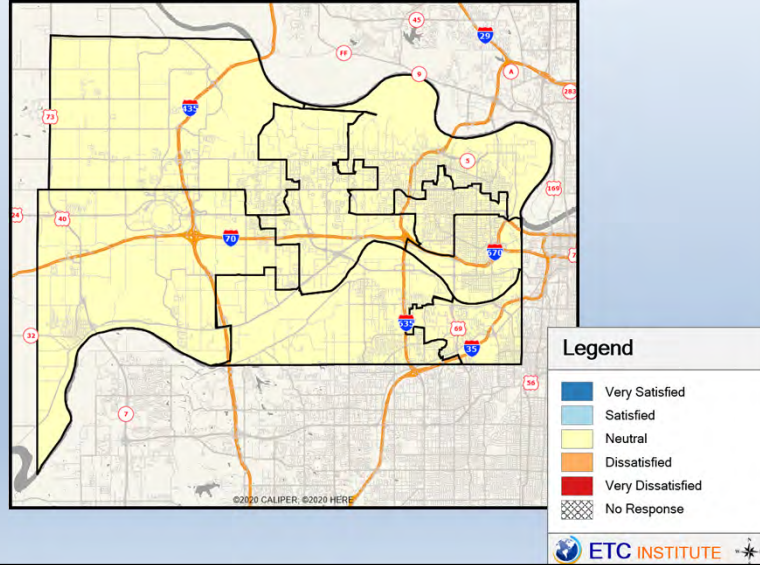 45
29
FF
9
A
283
435
73
5
169
24
40
70
670
32
635
69
35
56
7
©2020 CALIPER; ©2020 HERE
Legend
Very Satisfied
Satisfied
Neutral
Dissatisfied
Very Dissatisfied
No Response
ETC INSTITUTE